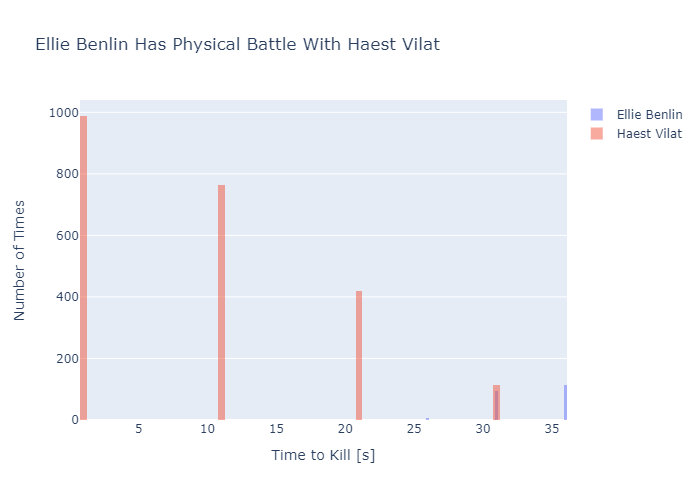 Ellie Benlin Has Physical Battle With Haest Vilat
Ellie Benlin
Haest Vilat
Number of Times
1000
800
600
400
200
0
5
10
15
20
25
30
35
Time to Kill [s]